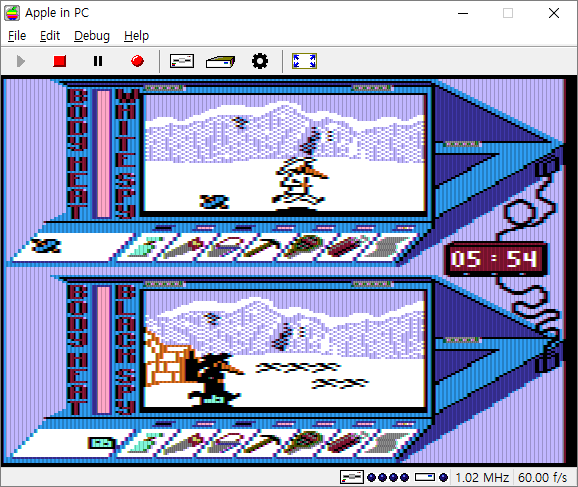 Apple in PC
File Edit Debug Help
BODY HEAT
WHITE SPY
05:54
BODY HEAT
BLACK SPY
1.02 MHz
60.00 f/s